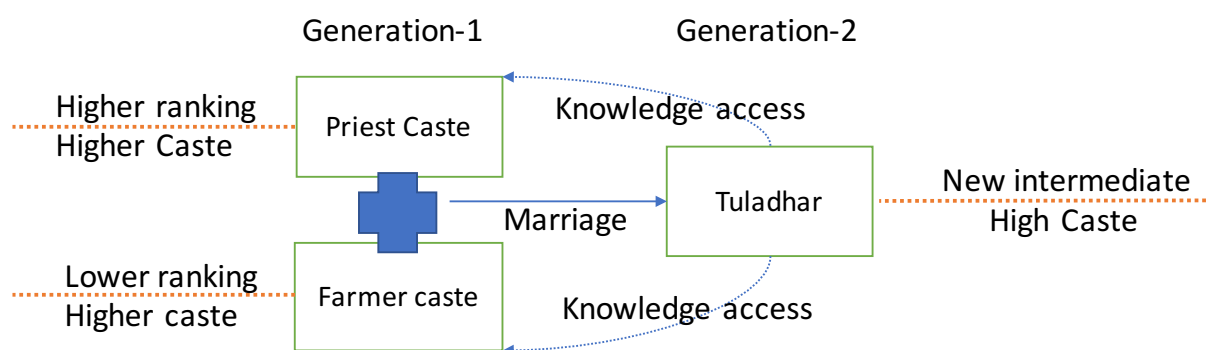 Generation-1
Generation-2
Higher ranking
Higher Caste
Priest Caste
Knowledge access
Marriage
Tuladhar
New intermediate
High Caste
Lower ranking
Higher caste
Farmer caste
Knowledge access